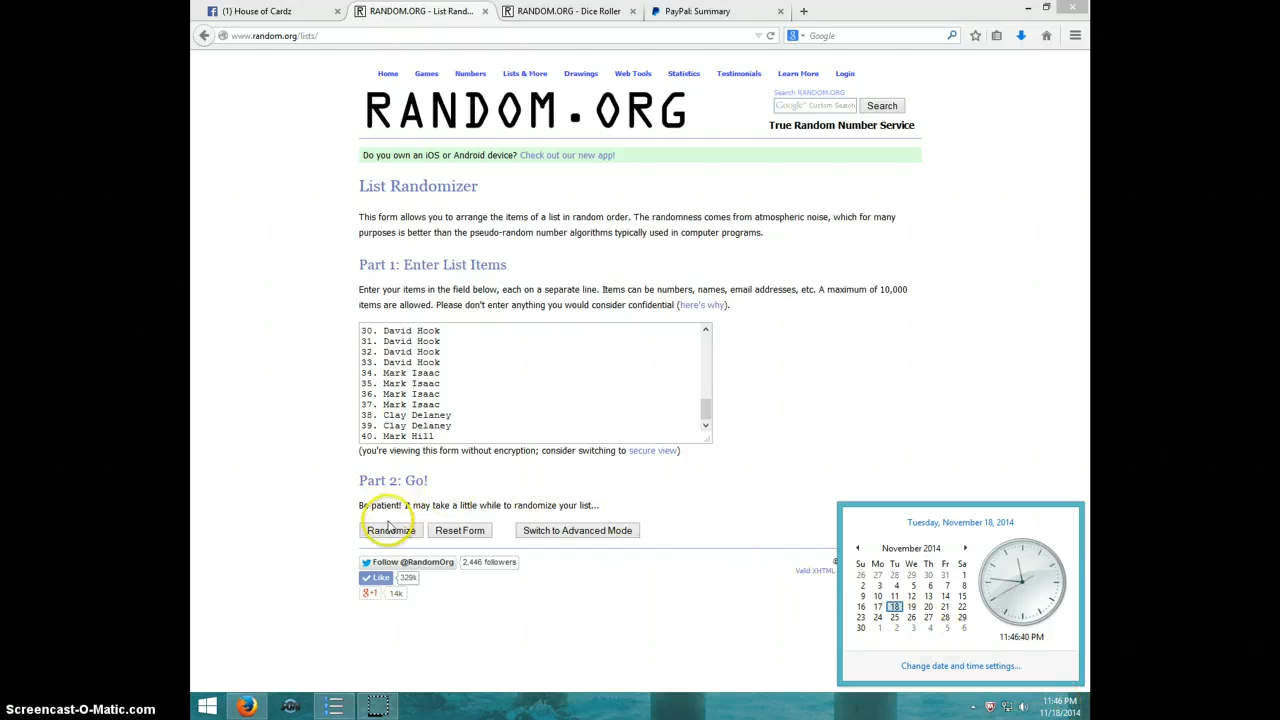 (1) House of Cardz
RANDOM.ORG - List Rand...
RANDOM.ORG - Dice Roller
PayPal: Summary
www.random.org/lists/
Google
Home Games Numbers Lists & More Drawings Web Tools Statistics Testimonials Learn More Login
RANDOM.ORG
Search RANDOM.ORG
Google™ Custom Search
Search
True Random Number Service
Do you own an iOS or Android device? Check out our new app!
List Randomizer
This form allows you to arrange the items of a list in random order. The randomness comes from atmospheric noise, which for many
purposes is better than the pseudo-random number algorithms typically used in computer programs.
Part 1: Enter List Items
Enter your items in the field below, each on a separate line. Items can be numbers, names, email addresses, etc. A maximum of 10,000
items are allowed. Please don't enter anything you would consider confidential (here's why).
30. David Hook
31. David Hook
32. David Hook
33. David Hook
34. Mark Isaac
35. Mark Isaac
36. Mark Isaac
37. Mark Isaac
38. Clay Delaney
39. Clay Delaney
40. Mark Hill
(you're viewing this form without encryption; consider switching to secure view)
Part 2: Go!
Be patient! It may take a little while to randomize your list...
Randomize Reset Form Switch to Advanced Mode
Follow @RandomOrg 2,446 followers
Like 329k
g+1 14k
Valid XHTML
Tuesday, November 18, 2014
November 2014
Su Mo Tu We Th Fr Sa
26 27 28 29 30 31 1
2 3 4 5 6 7 8
9 10 11 12 13 14 15
16 17 18 19 20 21 22
23 24 25 26 27 28 29
30 1 2 3 4 5 6
11:46:40 PM
Change date and time settings...
11:46 PM
11/18/2014
Screencast-O-Matic.com